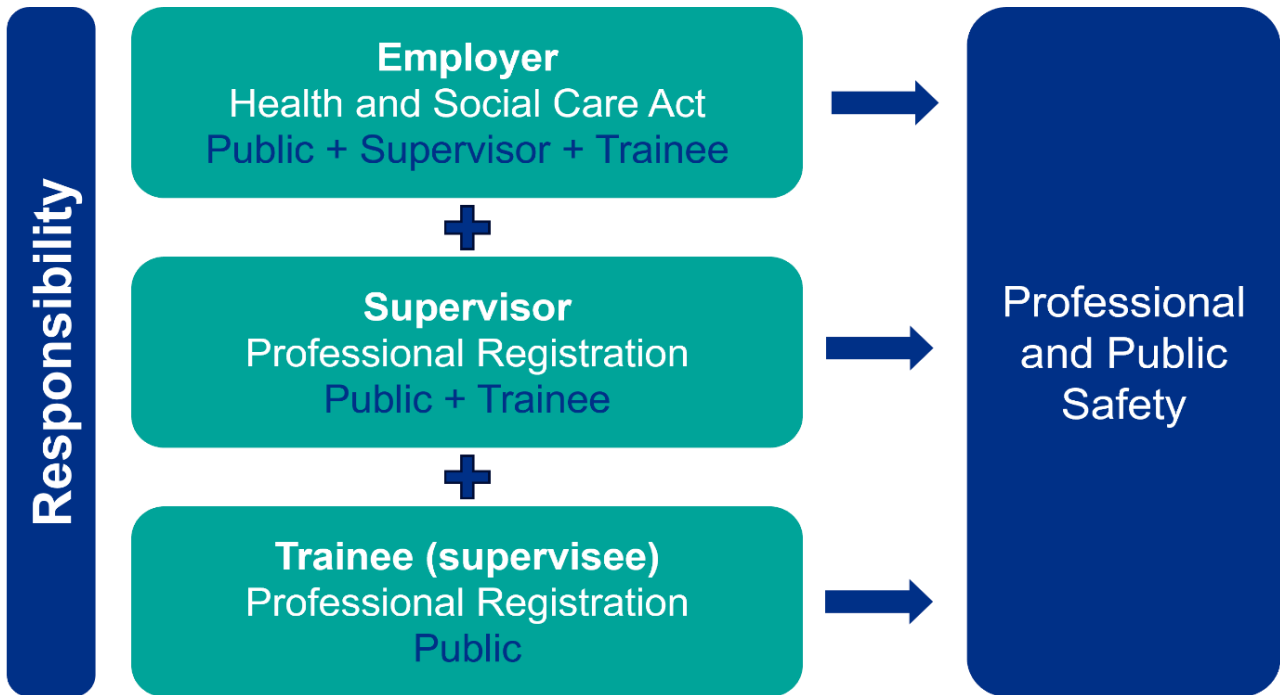 Responsibility
Employer
Health and Social Care Act
Public + Supervisor + Trainee
Supervisor
Professional Registration
Public + Trainee
Trainee (supervisee)
Professional Registration
Public
Professional
and Public
Safety